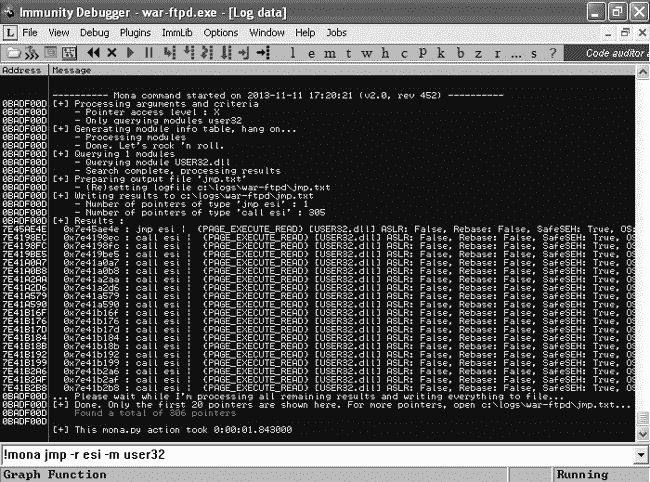 Immunity Debugger - war-ftpd.exe - [Log data]
L File View Debug Plugins ImmLib Options Window Help Jobs
l e m t w h c p k b z r ... s ? Code auditor a
Address Message
---------- Mona command started on 2013-11-11 17:20:21 (v2.0, rev 452) ----------
0BADF00D [+] Processing arguments and criteria
0BADF00D - Pointer access level : X
0BADF00D - Only querying modules user32
0BADF00D [+] Generating module info table, hang on...
0BADF00D - Processing modules
0BADF00D - Done. Let's rock 'n roll.
0BADF00D [+] Querying 1 modules
0BADF00D - Querying module USER32.dll
0BADF00D - Search complete, processing results
0BADF00D [+] Preparing output file 'jmp.txt'
0BADF00D - (Re)setting logfile c:\logs\war-ftpd\jmp.txt
0BADF00D [+] Writing results to c:\logs\war-ftpd\jmp.txt
0BADF00D - Number of pointers of type 'jmp esi' : 1
0BADF00D - Number of pointers of type 'call esi' : 305
0BADF00D [+] Results :
7E45AE4E 0x7e45ae4e : jmp esi | {PAGE_EXECUTE_READ} [USER32.dll] ASLR: False, Rebase: False, SafeSEH: True, OS:
7E4198EC 0x7e4198ec : call esi | {PAGE_EXECUTE_READ} [USER32.dll] ASLR: False, Rebase: False, SafeSEH: True, OS
7E4198FC 0x7e4198fc : call esi | {PAGE_EXECUTE_READ} [USER32.dll] ASLR: False, Rebase: False, SafeSEH: True, OS
7E419BE5 0x7e419be5 : call esi | {PAGE_EXECUTE_READ} [USER32.dll] ASLR: False, Rebase: False, SafeSEH: True, OS
7E41A0A7 0x7e41a0a7 : call esi | {PAGE_EXECUTE_READ} [USER32.dll] ASLR: False, Rebase: False, SafeSEH: True, OS
7E41A0B8 0x7e41a0b8 : call esi | {PAGE_EXECUTE_READ} [USER32.dll] ASLR: False, Rebase: False, SafeSEH: True, OS
7E41A2AA 0x7e41a2aa : call esi | {PAGE_EXECUTE_READ} [USER32.dll] ASLR: False, Rebase: False, SafeSEH: True, OS
7E41A2D6 0x7e41a2d6 : call esi | {PAGE_EXECUTE_READ} [USER32.dll] ASLR: False, Rebase: False, SafeSEH: True, OS
7E41A579 0x7e41a579 : call esi | {PAGE_EXECUTE_READ} [USER32.dll] ASLR: False, Rebase: False, SafeSEH: True, OS
7E41A590 0x7e41a590 : call esi | {PAGE_EXECUTE_READ} [USER32.dll] ASLR: False, Rebase: False, SafeSEH: True, OS
7E41B16F 0x7e41b16f : call esi | {PAGE_EXECUTE_READ} [USER32.dll] ASLR: False, Rebase: False, SafeSEH: True, OS
7E41B176 0x7e41b176 : call esi | {PAGE_EXECUTE_READ} [USER32.dll] ASLR: False, Rebase: False, SafeSEH: True, OS
7E41B17D 0x7e41b17d : call esi | {PAGE_EXECUTE_READ} [USER32.dll] ASLR: False, Rebase: False, SafeSEH: True, OS
7E41B184 0x7e41b184 : call esi | {PAGE_EXECUTE_READ} [USER32.dll] ASLR: False, Rebase: False, SafeSEH: True, OS
7E41B18B 0x7e41b18b : call esi | {PAGE_EXECUTE_READ} [USER32.dll] ASLR: False, Rebase: False, SafeSEH: True, OS
7E41B192 0x7e41b192 : call esi | {PAGE_EXECUTE_READ} [USER32.dll] ASLR: False, Rebase: False, SafeSEH: True, OS
7E41B199 0x7e41b199 : call esi | {PAGE_EXECUTE_READ} [USER32.dll] ASLR: False, Rebase: False, SafeSEH: True, OS
7E41B2A6 0x7e41b2a6 : call esi | {PAGE_EXECUTE_READ} [USER32.dll] ASLR: False, Rebase: False, SafeSEH: True, OS
7E41B2AF 0x7e41b2af : call esi | {PAGE_EXECUTE_READ} [USER32.dll] ASLR: False, Rebase: False, SafeSEH: True, OS
7E41B2B8 0x7e41b2b8 : call esi | {PAGE_EXECUTE_READ} [USER32.dll] ASLR: False, Rebase: False, SafeSEH: True, OS
0BADF00D ... Please wait while I'm processing all remaining results and writing everything to file...
0BADF00D [+] Done. Only the first 20 pointers are shown here. For more pointers, open c:\logs\war-ftpd\jmp.txt...
0BADF00D Found a total of 306 pointers
0BADF00D
0BADF00D [+] This mona.py action took 0:00:01.843000
!mona jmp -r esi -m user32
Graph Function Running